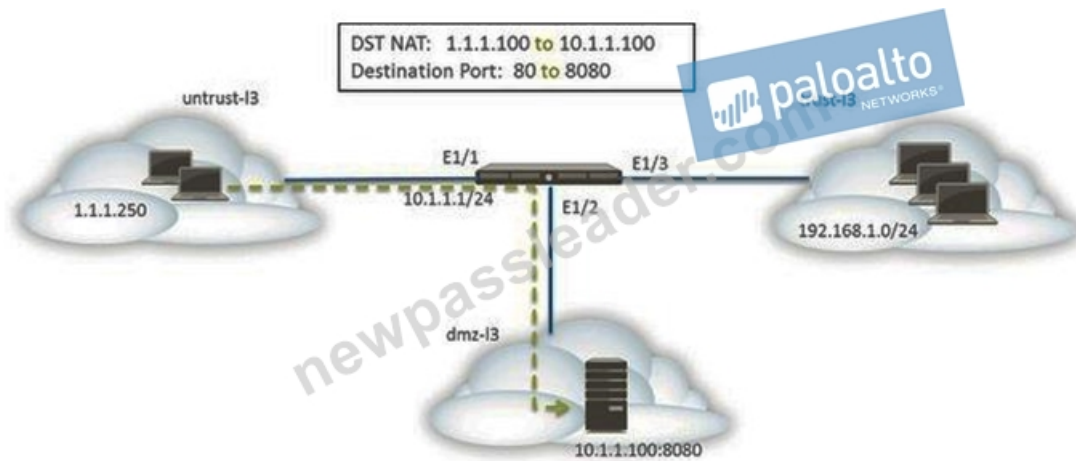 DST NAT: 1.1.1.100 to 10.1.1.100
Destination Port: 80 to 8080
paloalto
NETWORKS®
untrust-l3
E1/1
E1/3
10.1.1.1/24
E1/2
1.1.1.250
192.168.1.0/24
newpassleader.com
dmz-l3
10.1.1.100:8080